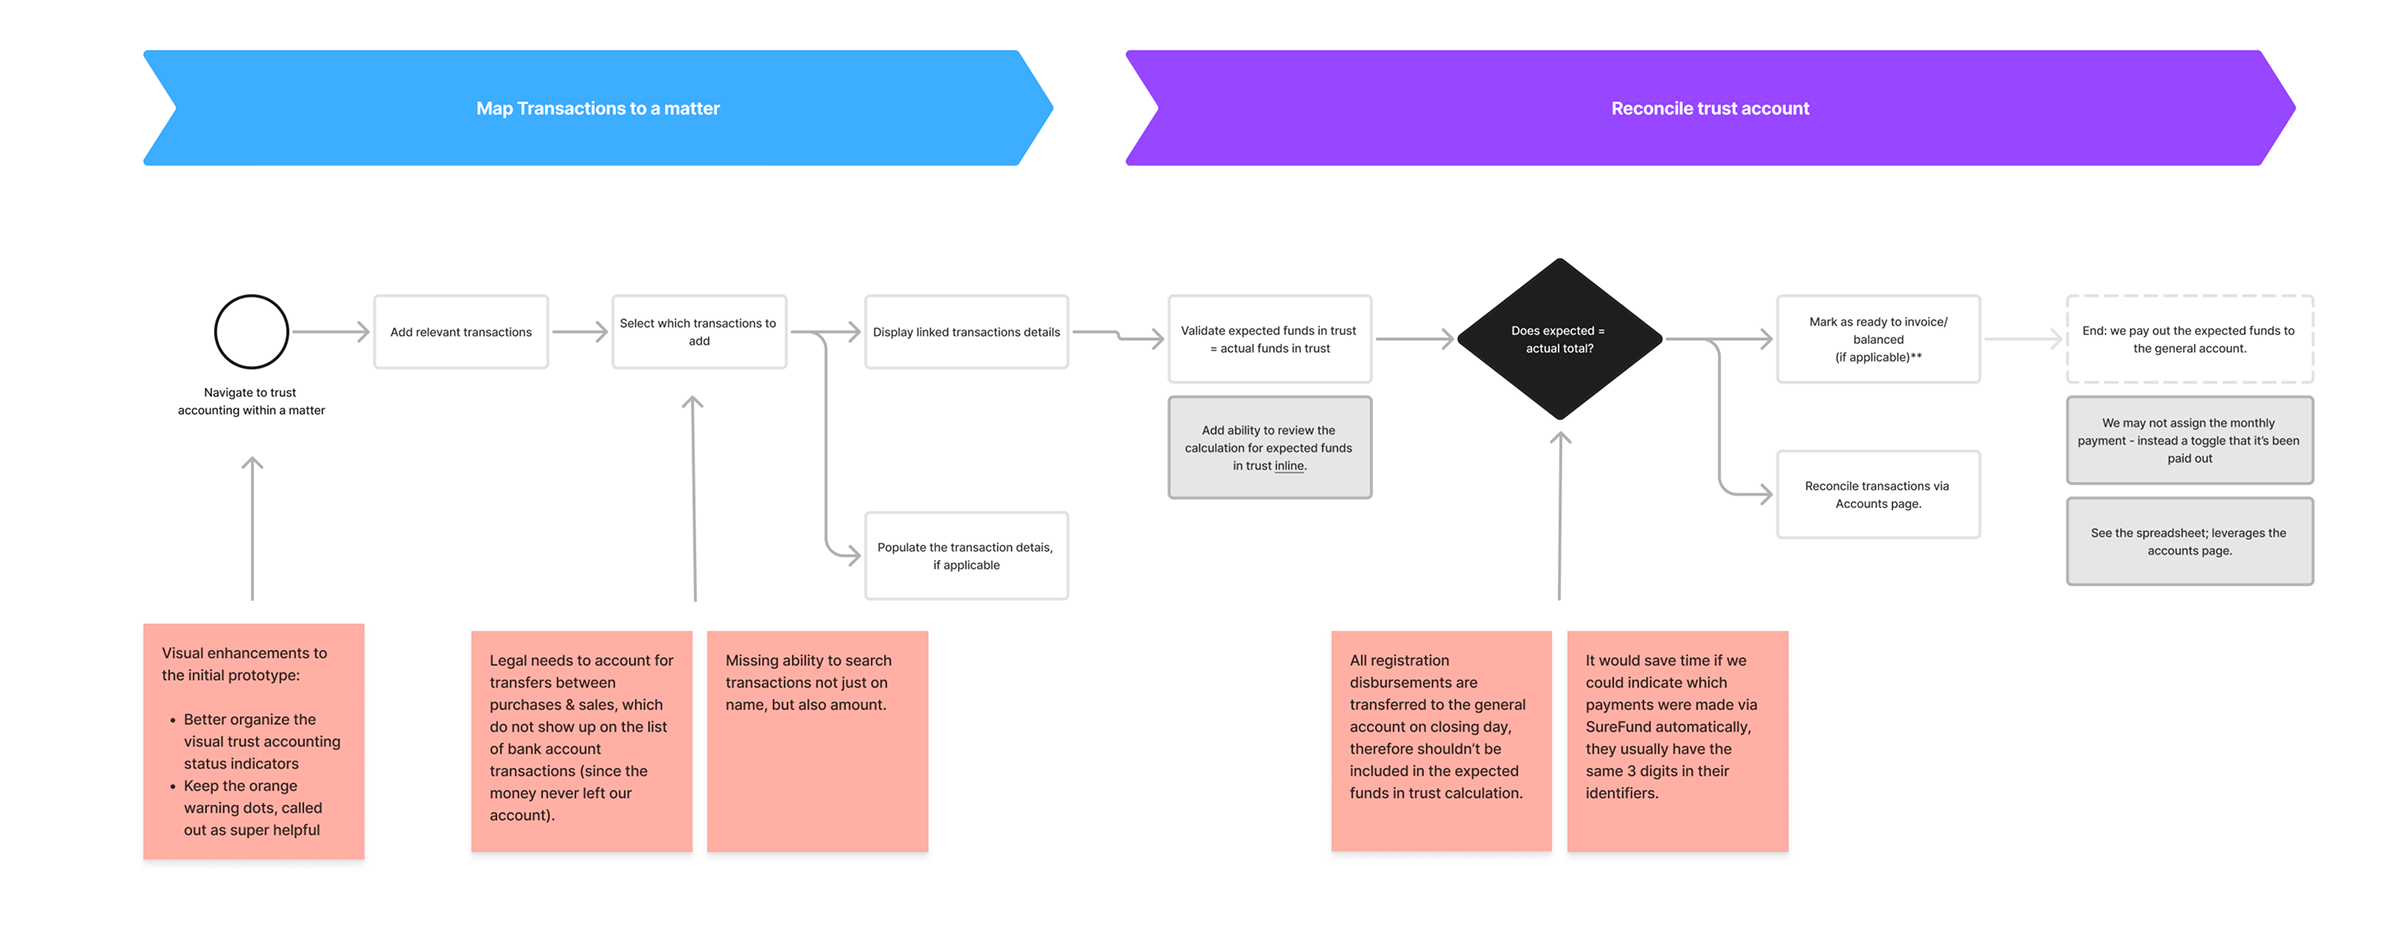 Map Transactions to a matter
Reconcile trust account
Navigate to trust
accounting within a matter
Add relevant transactions
Select which transactions to
add
Display linked transactions details
Populate the transaction detais,
if applicable
Validate expected funds in trust
= actual funds in trust
Add ability to review the
calculation for expected funds
in trust inline.
Does expected =
actual total?
Mark as ready to invoice/
balanced
(if applicable)**
Reconcile transactions via
Accounts page.
End: we pay out the expected funds to
the general account.
We may not assign the monthly
payment - instead a toggle that it's been
paid out
See the spreadsheet; leverages the
accounts page.
Visual enhancements to
the initial prototype:
• Better organize the
visual trust accounting
status indicators
• Keep the orange
warning dots, called
out as super helpful
Legal needs to account for
transfers between
purchases & sales, which
do not show up on the list
of bank account
transactions (since the
money never left our
account).
Missing ability to search
transactions not just on
name, but also amount.
All registration
disbursements are
transferred to the general
account on closing day,
therefore shouldn't be
included in the expected
funds in trust calculation.
It would save time if we
could indicate which
payments were made via
SureFund automatically,
they usually have the
same 3 digits in their
identifiers.